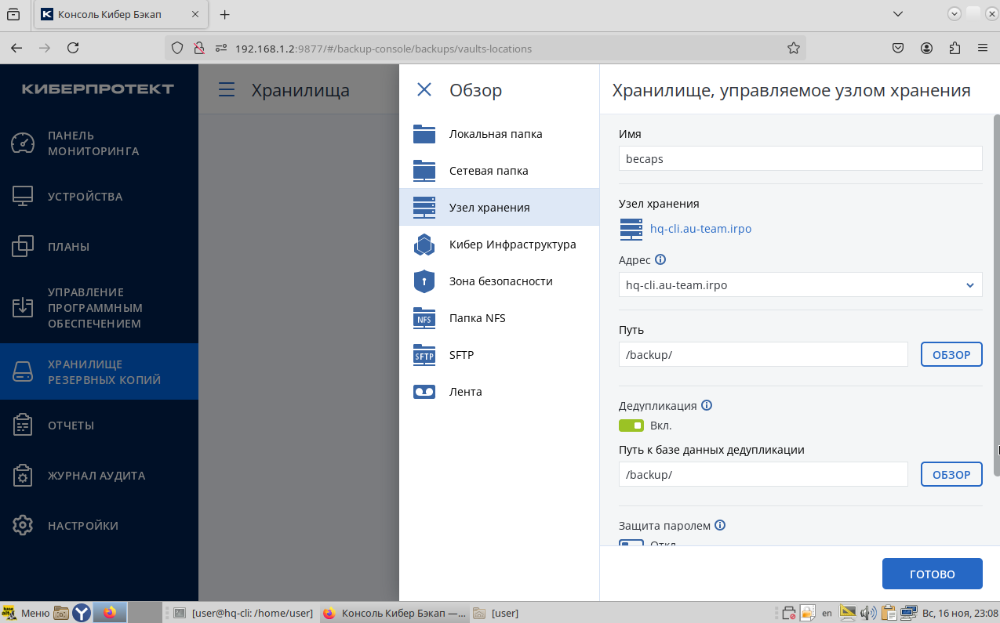 Консоль Кибер Бэкап
192.168.1.2:9877/#/backup-console/backups/vaults-locations
КИБЕРПРОТЕКТ
ПАНЕЛЬ
МОНИТОРИНГА
УСТРОЙСТВА
ПЛАНЫ
УПРАВЛЕНИЕ
ПРОГРАММНЫМ
ОБЕСПЕЧЕНИЕМ
ХРАНИЛИЩЕ
РЕЗЕРВНЫХ КОПИЙ
ОТЧЕТЫ
ЖУРНАЛ АУДИТА
НАСТРОЙКИ
Хранилища
Обзор
Локальная папка
Сетевая папка
Узел хранения
Кибер Инфраструктура
Зона безопасности
NFS
Папка NFS
SFTP
SFTP
Лента
Хранилище, управляемое узлом хранения
Имя
becaps
Узел хранения
hq-cli.au-team.irpo
Адрес
hq-cli.au-team.irpo
Путь
/backup/
ОБЗОР
Дедупликация
Вкл.
Путь к базе данных дедупликации
/backup/
ОБЗОР
Защита паролем
Откл.
ГОТОВО
Меню
[user@hq-cli: /home/user]
Консоль Кибер Бэкап —...
[user]
en
Вс, 16 ноя, 23:08